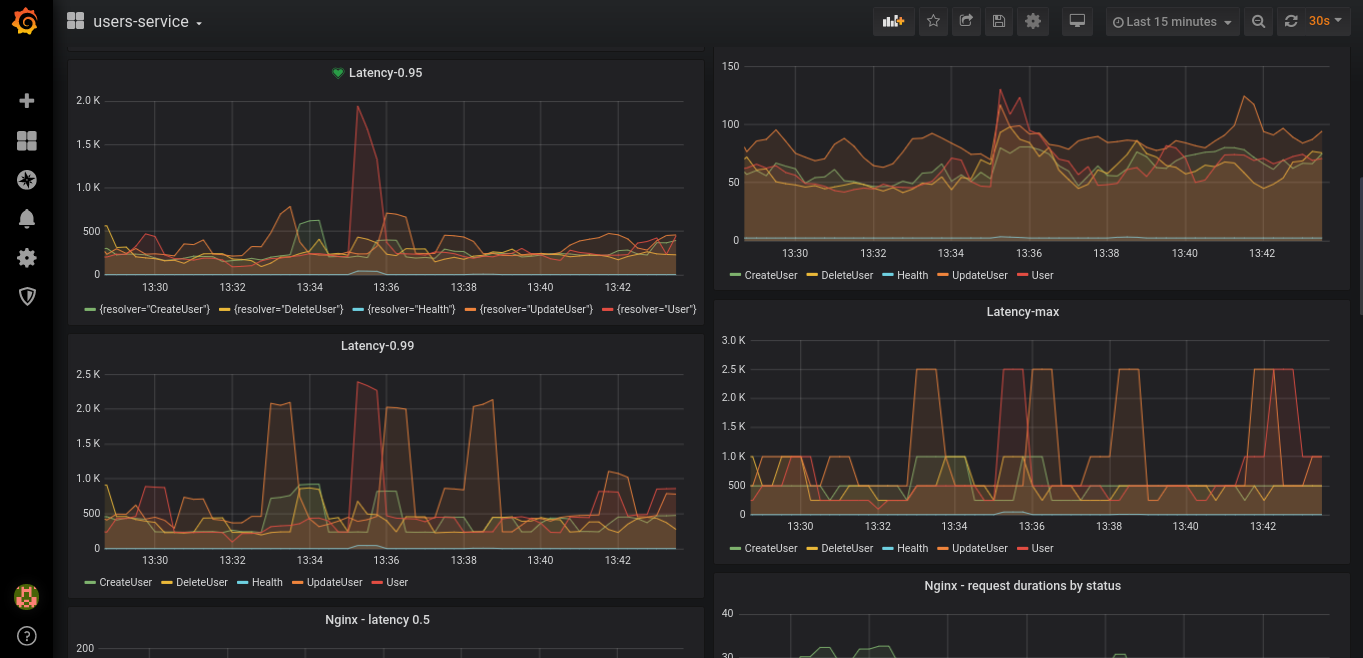 users-service
Last 15 minutes
30s
Latency-0.95
2.0 K
1.5 K
1.0 K
500
0
13:30 13:32 13:34 13:36 13:38 13:40 13:42
{resolver="CreateUser"} {resolver="DeleteUser"} {resolver="Health"} {resolver="UpdateUser"} {resolver="User"}
150
100
50
0
13:30 13:32 13:34 13:36 13:38 13:40 13:42
CreateUser DeleteUser Health UpdateUser User
Latency-0.99
2.5 K
2.0 K
1.5 K
1.0 K
500
0
13:30 13:32 13:34 13:36 13:38 13:40 13:42
CreateUser DeleteUser Health UpdateUser User
Latency-max
3.0 K
2.5 K
2.0 K
1.5 K
1.0 K
500
0
13:30 13:32 13:34 13:36 13:38 13:40 13:42
CreateUser DeleteUser Health UpdateUser User
Nginx - latency 0.5
200
Nginx - request durations by status
40
30
?